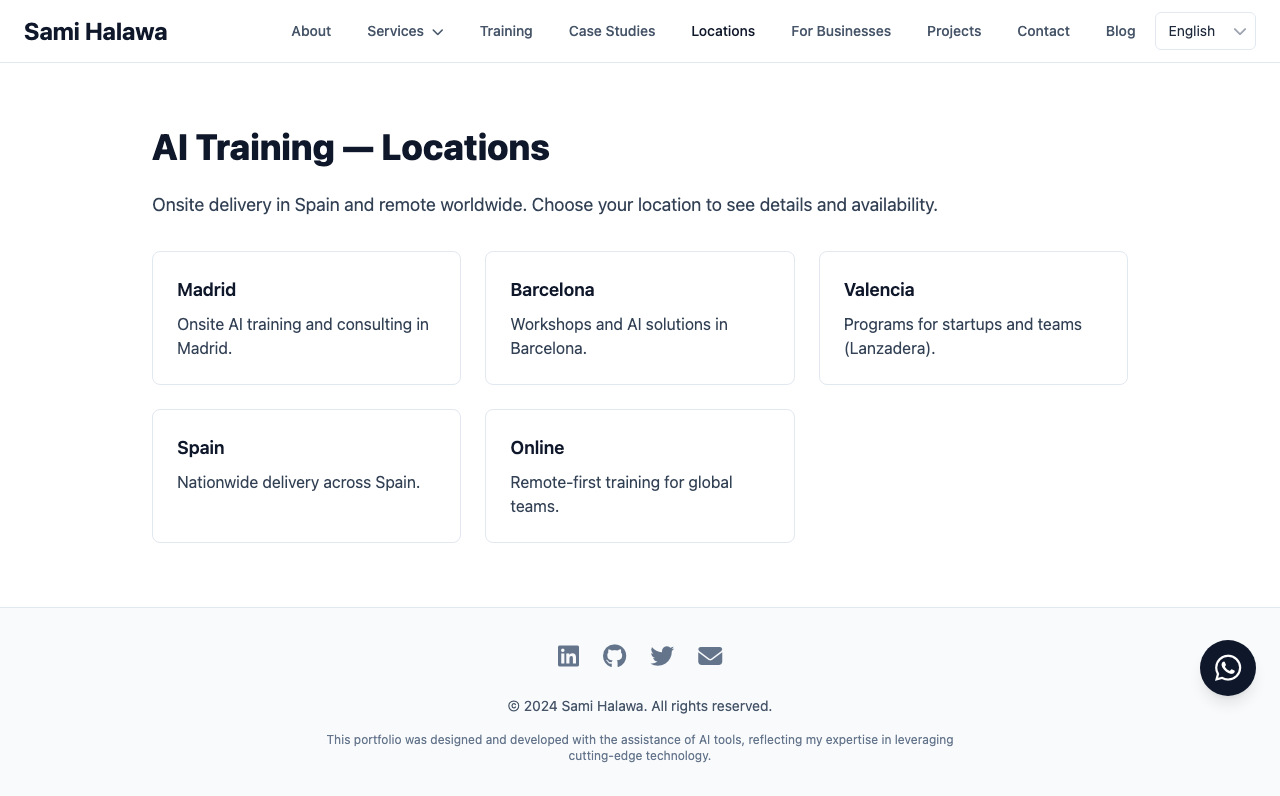 Sami Halawa
About
Services
Training
Case Studies
Locations
For Businesses
Projects
Contact
Blog
English
AI Training — Locations
Onsite delivery in Spain and remote worldwide. Choose your location to see details and availability.
Madrid
Onsite AI training and consulting in
Madrid.
Barcelona
Workshops and AI solutions in
Barcelona.
Valencia
Programs for startups and teams
(Lanzadera).
Spain
Nationwide delivery across Spain.
Online
Remote-first training for global
teams.
© 2024 Sami Halawa. All rights reserved.
This portfolio was designed and developed with the assistance of AI tools, reflecting my expertise in leveraging
cutting-edge technology.